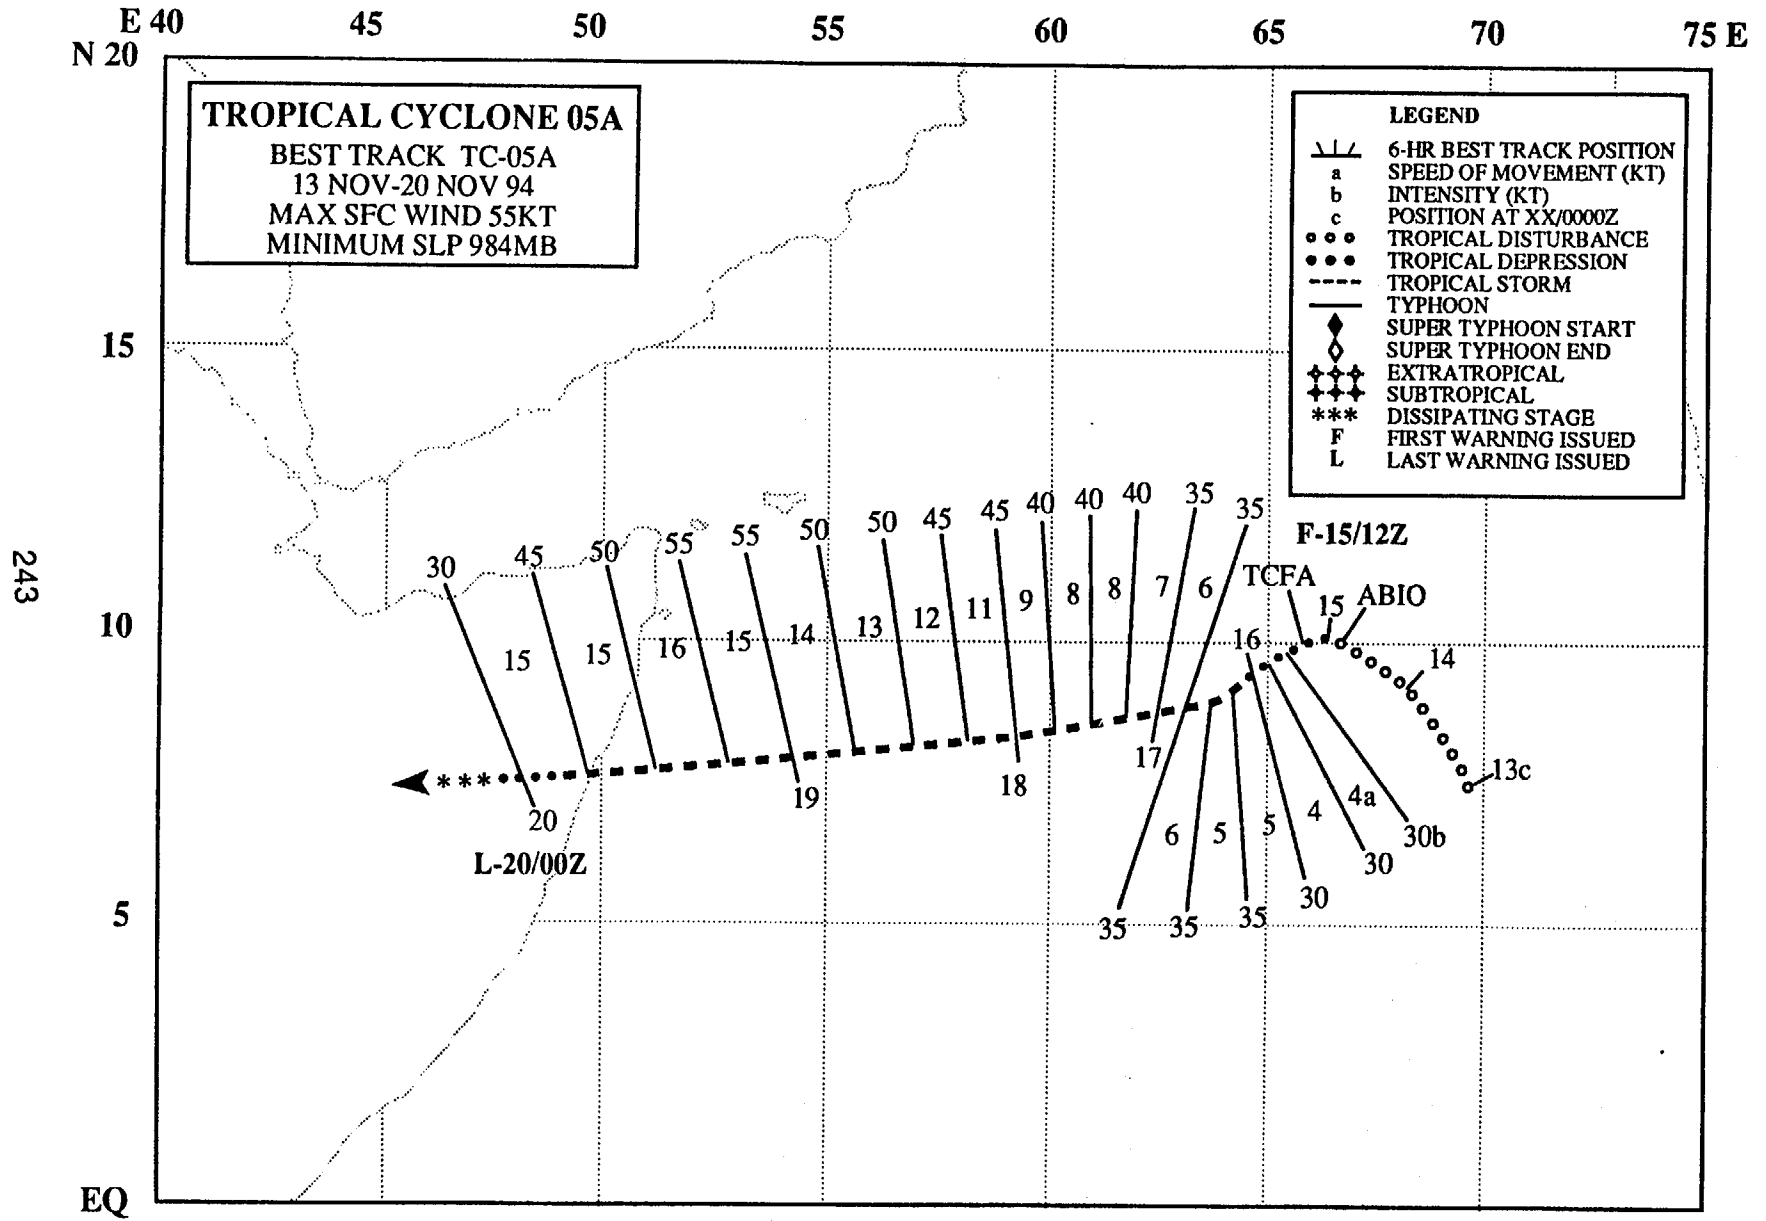 E 40 45 50 55 60 65 70 75 E
N 20
TROPICAL CYCLONE 05A
BEST TRACK TC-05A
13 NOV-20 NOV 94
MAX SFC WIND 55KT
MINIMUM SLP 984MB
LEGEND
6-HR BEST TRACK POSITION
a SPEED OF MOVEMENT (KT)
b INTENSITY (KT)
c POSITION AT XX/0000Z
TROPICAL DISTURBANCE
TROPICAL DEPRESSION
TROPICAL STORM
TYPHOON
SUPER TYPHOON START
SUPER TYPHOON END
EXTRATROPICAL
SUBTROPICAL
*** DISSIPATING STAGE
F FIRST WARNING ISSUED
L LAST WARNING ISSUED
15
30 45 50 55 55 50 50 45 45 40 40 40 35 35
F-15/12Z
TCFA 15 ABIO
243
10
15 15 16 15 14 13 12 11 9 8 8 7 6
16 14
17
13c
*** 19 18
20
6 5 5 4 4a
30b
L-20/00Z
30
30
5
35 35 35
EQ